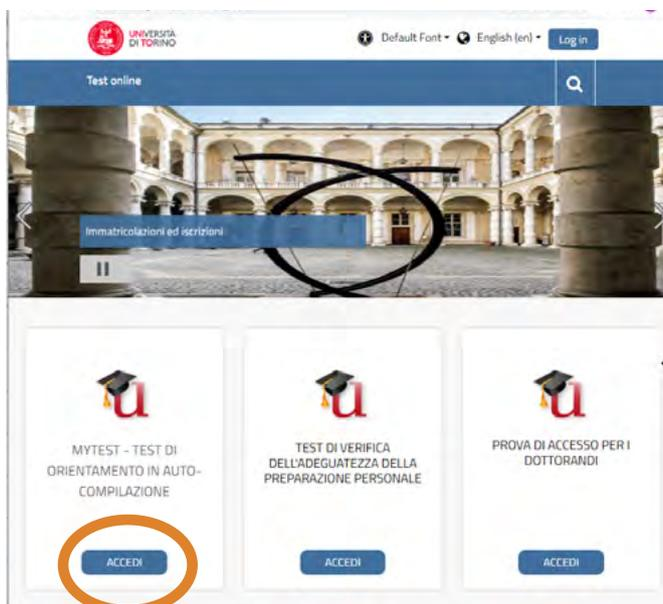 UNIVERSITÀ
DI TORINO
Default Font
English (en)
Log in
Test online
Immatricolazioni ed iscrizioni
MYTEST - TEST DI
ORIENTAMENTO IN AUTO-
COMPILAZIONE
ACCEDI
TEST DI VERIFICA
DELL'ADEGUATEZZA DELLA
PREPARAZIONE PERSONALE
ACCEDI
PROVA DI ACCESSO PER I
DOTTORANDI
ACCEDI